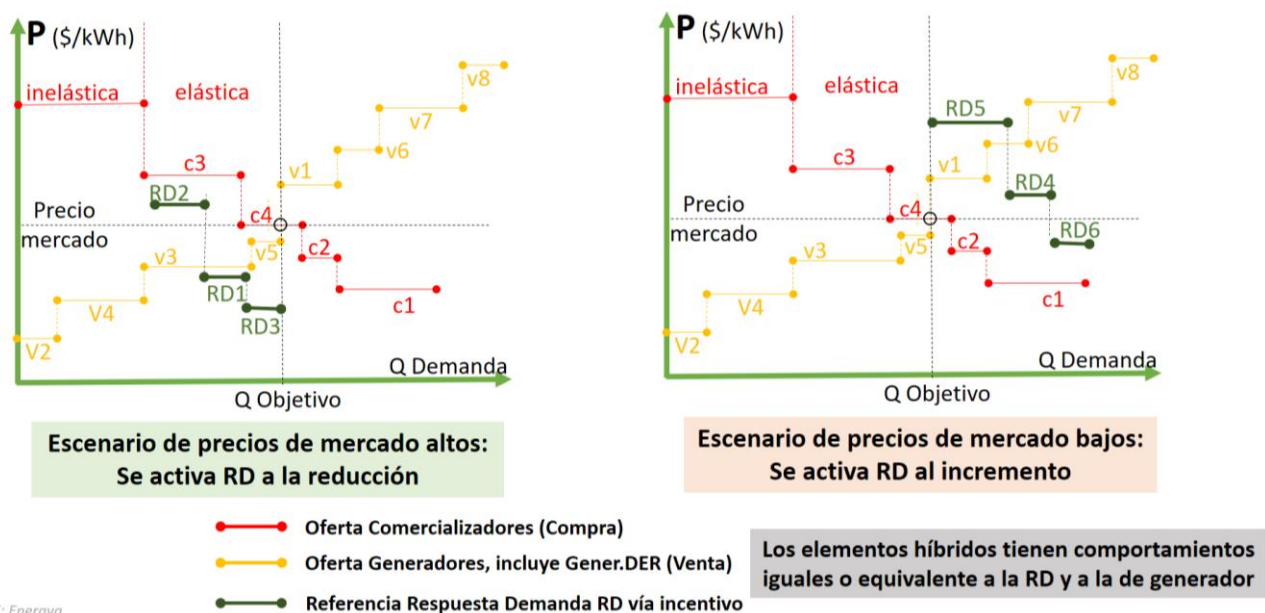 P ($/kWh)
inelástica
elástica
v8
v7
v6
c3
v1
RD2
Precio
mercado
c4
v3
v5
c2
RD1
V4
RD3
c1
V2
Q Demanda
Q Objetivo
Escenario de precios de mercado altos:
Se activa RD a la reducción
P ($/kWh)
inelástica
elástica
v8
RD5
v7
v6
c3
v1
RD4
Precio
mercado
c4
RD6
v3
v5
c2
V4
c1
V2
Q Demanda
Q Objetivo
Escenario de precios de mercado bajos:
Se activa RD al incremento
Oferta Comercializadores (Compra)
Oferta Generadores, incluye Gener.DER (Venta)
Referencia Respuesta Demanda RD vía incentivo
Los elementos híbridos tienen comportamientos
iguales o equivalente a la RD y a la de generador